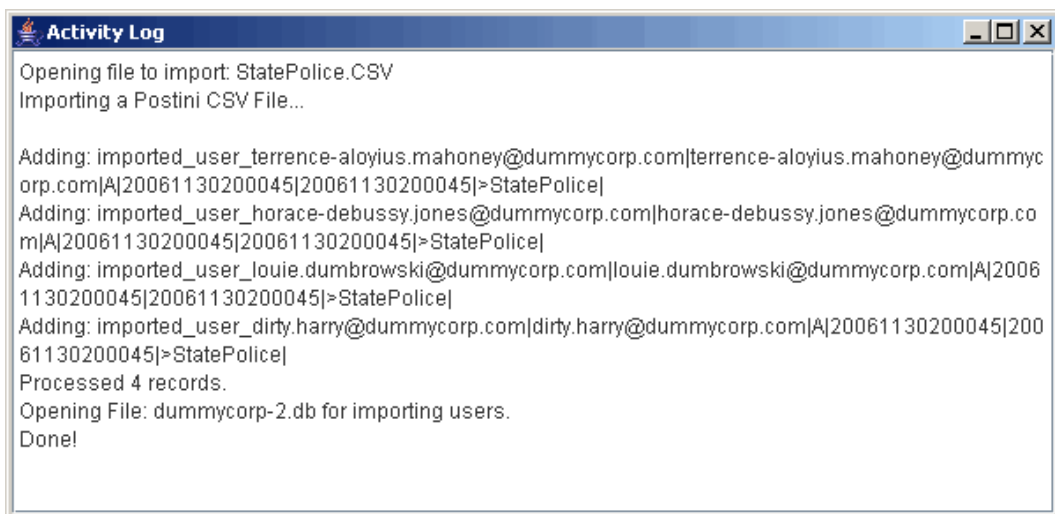 Activity Log
Opening file to import: StatePolice.CSV
Importing a Postini CSV File...
Adding: imported_user_terrence-aloyius.mahoney@dummycorp.com|terrence-aloyius.mahoney@dummyc
orp.com|A|20061130200045|20061130200045|>StatePolice|
Adding: imported_user_horace-debussy.jones@dummycorp.com|horace-debussy.jones@dummycorp.co
m|A|20061130200045|20061130200045|>StatePolice|
Adding: imported_user_louie.dumbrowski@dummycorp.com|louie.dumbrowski@dummycorp.com|A|2006
1130200045|20061130200045|>StatePolice|
Adding: imported_user_dirty.harry@dummycorp.com|dirty.harry@dummycorp.com|A|20061130200045|200
61130200045|>StatePolice|
Processed 4 records.
Opening File: dummycorp-2.db for importing users.
Done!